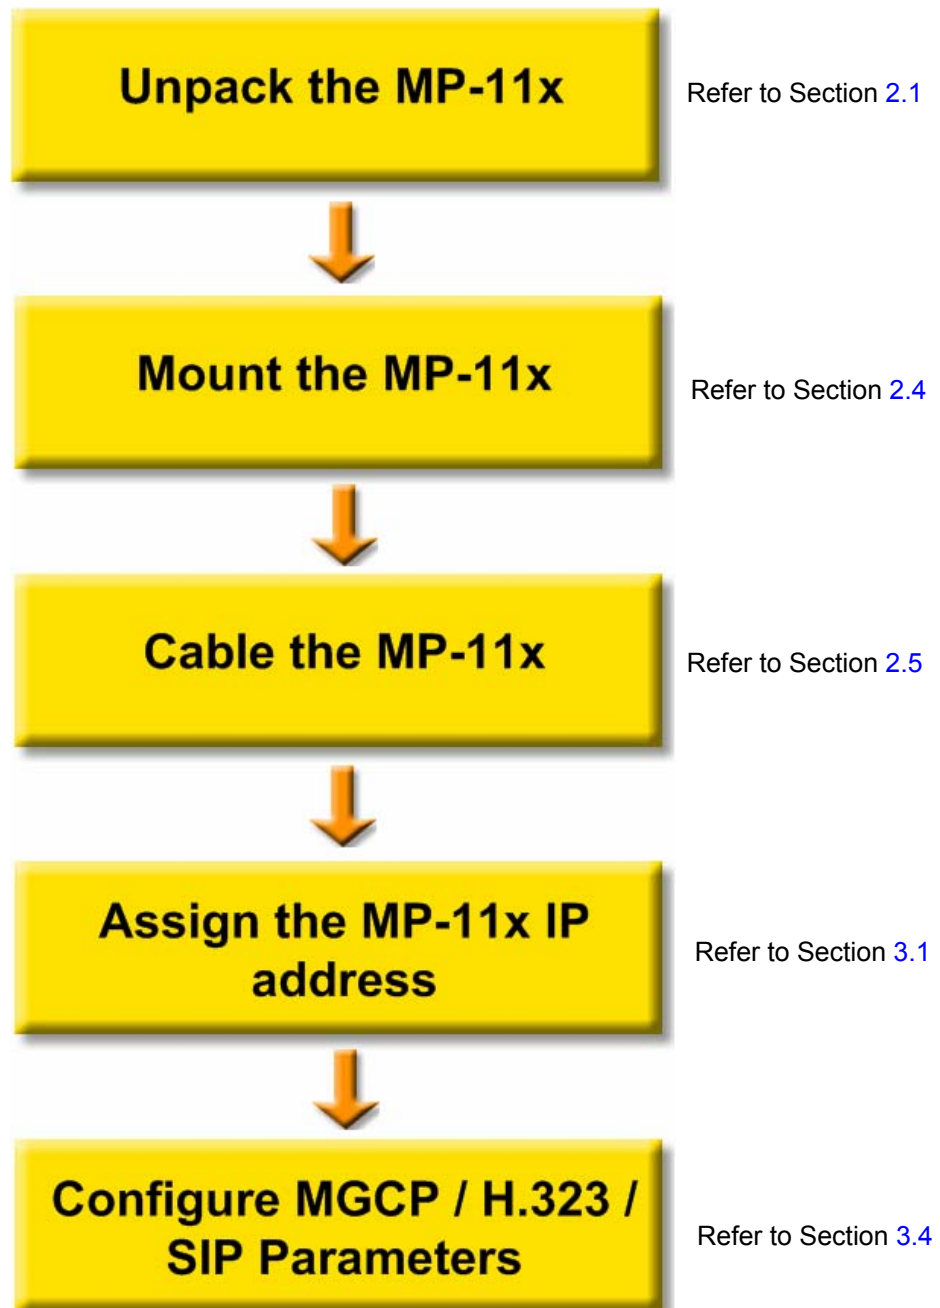 Unpack the MP-11x
Refer to Section 2.1
Mount the MP-11x
Refer to Section 2.4
Cable the MP-11x
Refer to Section 2.5
Assign the MP-11x IP
address
Refer to Section 3.1
Configure MGCP / H.323 /
SIP Parameters
Refer to Section 3.4